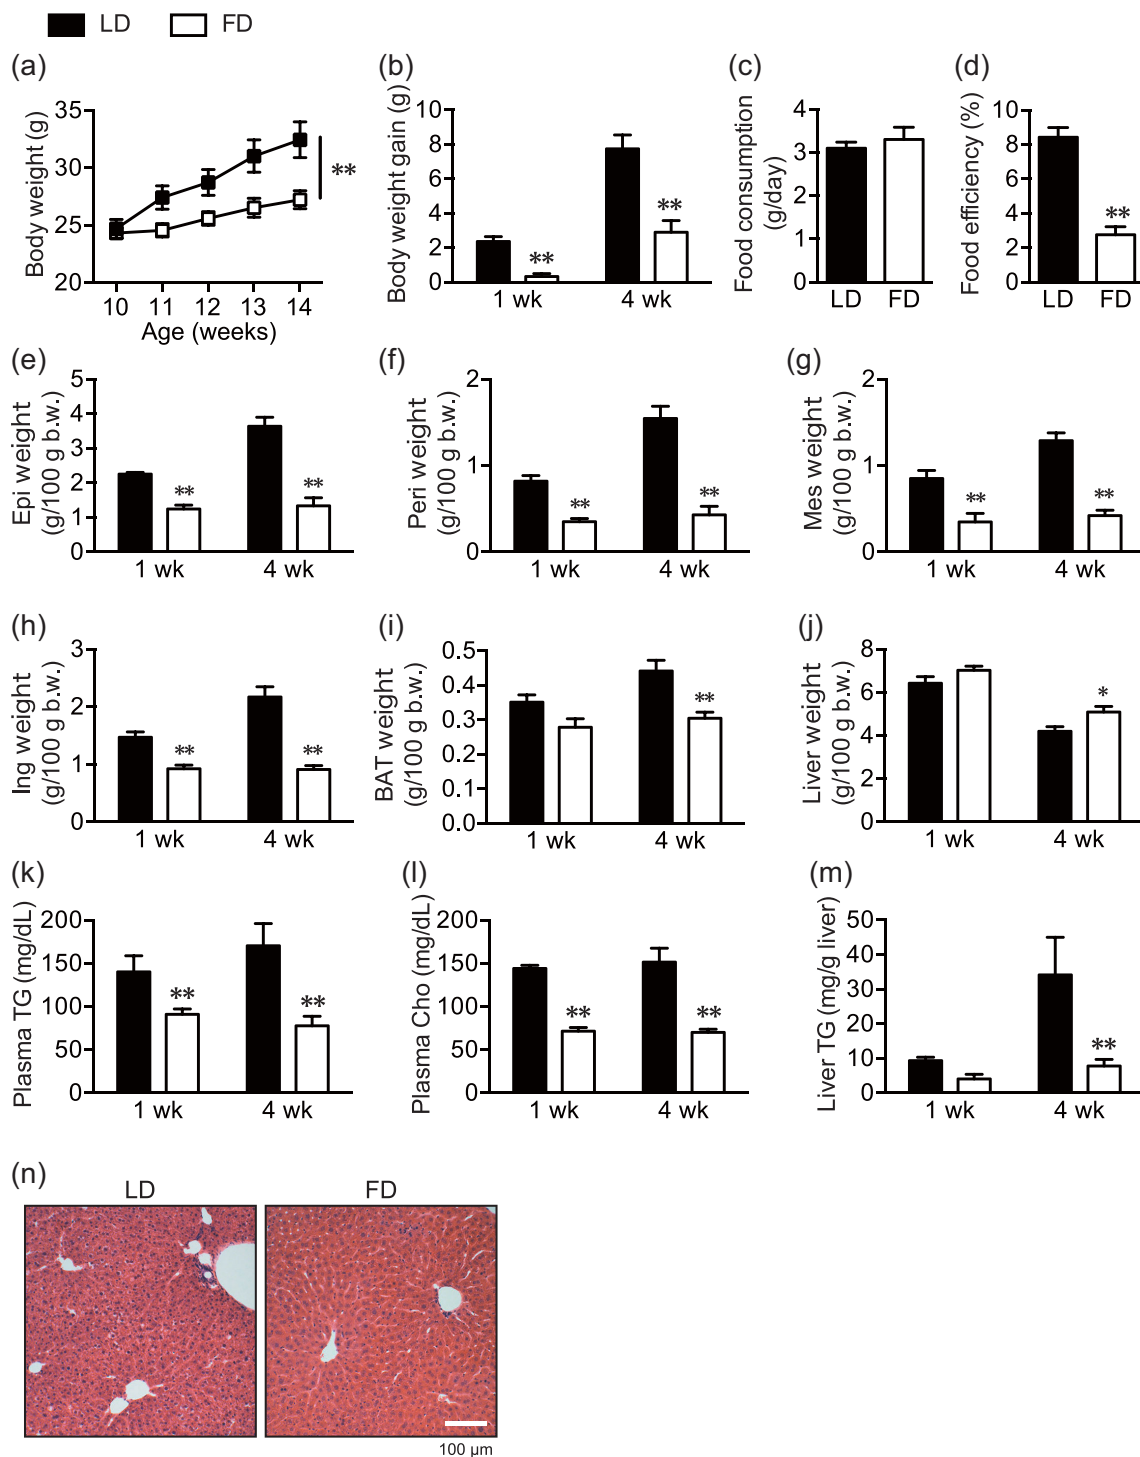 LD FD
(a)
Body weight (g)
35
30
25
20
**
10 11 12 13 14
Age (weeks)
(b)
Body weight gain (g)
10
8
6
4
2
0
**
**
1 wk 4 wk
(c)
Food consumption
(g/day)
4
3
2
1
0
LD FD
(d)
Food efficiency (%)
10
8
6
4
2
0
**
LD FD
(e)
Epi weight
(g/100 g b.w.)
5
4
3
2
1
0
**
**
1 wk 4 wk
(f)
Peri weight
(g/100 g b.w.)
2
1
0
**
**
1 wk 4 wk
(g)
Mes weight
(g/100 g b.w.)
2
1
0
**
**
1 wk 4 wk
(h)
Ing weight
(g/100 g b.w.)
3
2
1
0
**
**
1 wk 4 wk
(i)
BAT weight
(g/100 g b.w.)
0.5
0.4
0.3
0.2
0.1
0.0
**
1 wk 4 wk
(j)
Liver weight
(g/100 g b.w.)
8
6
4
2
0
*
1 wk 4 wk
(k)
Plasma TG (mg/dL)
200
150
100
50
0
**
**
1 wk 4 wk
(l)
Plasma Cho (mg/dL)
200
150
100
50
0
**
**
1 wk 4 wk
(m)
Liver TG (mg/g liver)
50
40
30
20
10
0
**
1 wk 4 wk
(n)
LD FD
100 μm